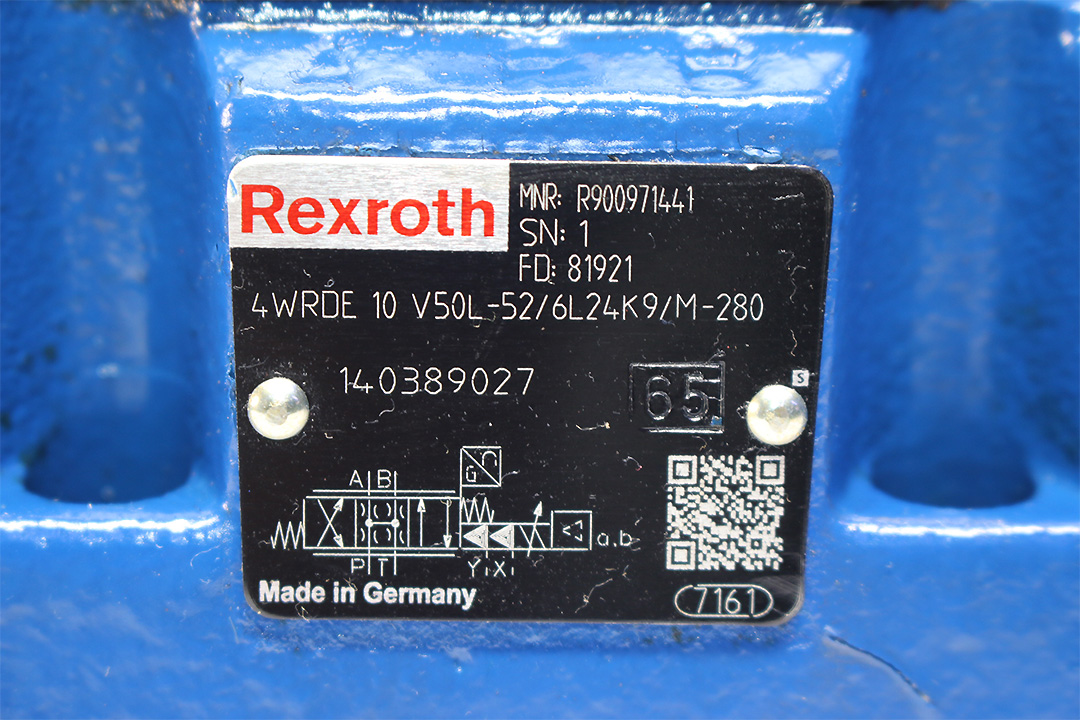 Rexroth
MNR: R900971441
SN: 1
FD: 81921
4WRDE 10 V50L-52/6L24K9/M-280
140389027
65
S
G
A B
a.b
P T
Y X
Made in Germany
7161